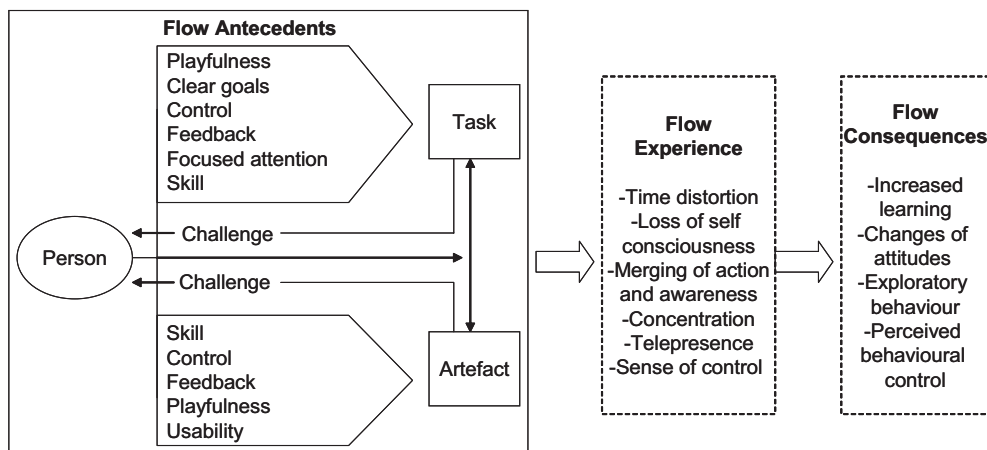 Flow Antecedents
Playfulness
Clear goals
Control
Feedback
Focused attention
Skill
Task
Challenge
Person
Challenge
Skill
Control
Feedback
Playfulness
Usability
Artefact
Flow
Experience
-Time distortion
-Loss of self
consciousness
-Merging of action
and awareness
-Concentration
-Telepresence
-Sense of control
Flow
Consequences
-Increased
learning
-Changes of
attitudes
-Exploratory
behaviour
-Perceived
behavioural
control